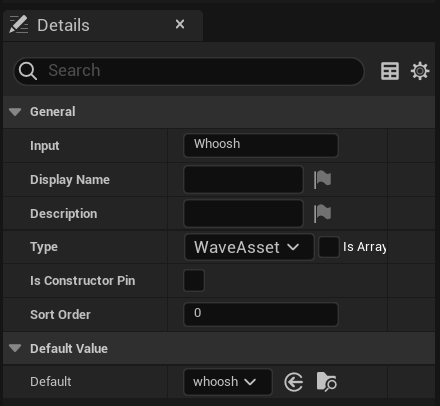 Details
Search
General
Input Whoosh
Display Name
Description
Type WaveAsset Is Array
Is Constructor Pin
Sort Order 0
Default Value
Default whoosh